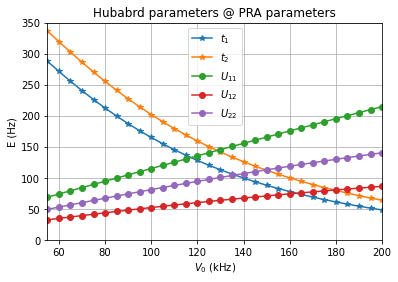 Hubabrd parameters @ PRA parameters
E (Hz)
350
300
250
200
150
100
50
0
t₁
t₂
U₁₁
U₁₂
U₂₂
60 80 100 120 140 160 180 200
V₀ (kHz)